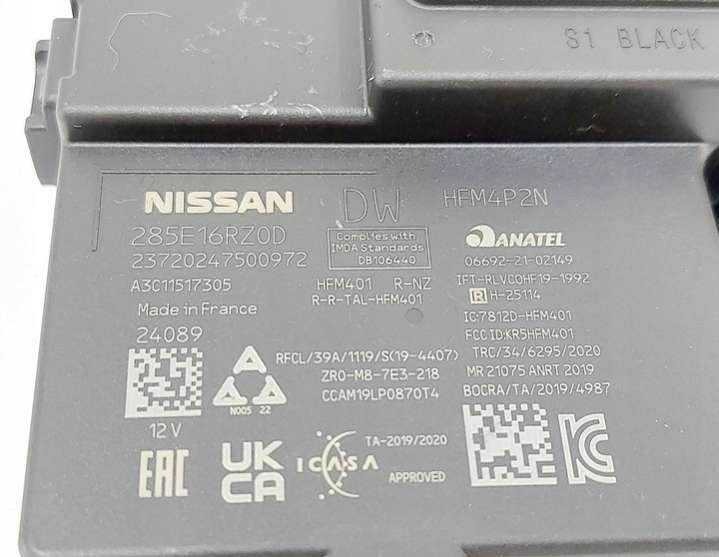 S1 BLACK
NISSAN
DW
HFM4P2N
285E16RZ0D
23720247500972
A3C11517305
Made in France
24089
Complies with
IMDA Standards
DB106440
HFM401 R-NZ
R-R-TAL-HFM401
ANATEL
06692-21-02149
IFT-RLVC0HF19-1992
R H-25114
IC:7812D-HFM401
FCC ID:KR5HFM401
TRC/34/6295/2020
MR 21075 ANRT 2019
BOCRA/TA/2019/4987
RFCL/39A/1119/S(19-4407)
ZR0-M8-7E3-218
CCAM19LP0870T4
N005 22
12 V
EAC
UK
CA
ICASA
TA-2019/2020
APPROVED